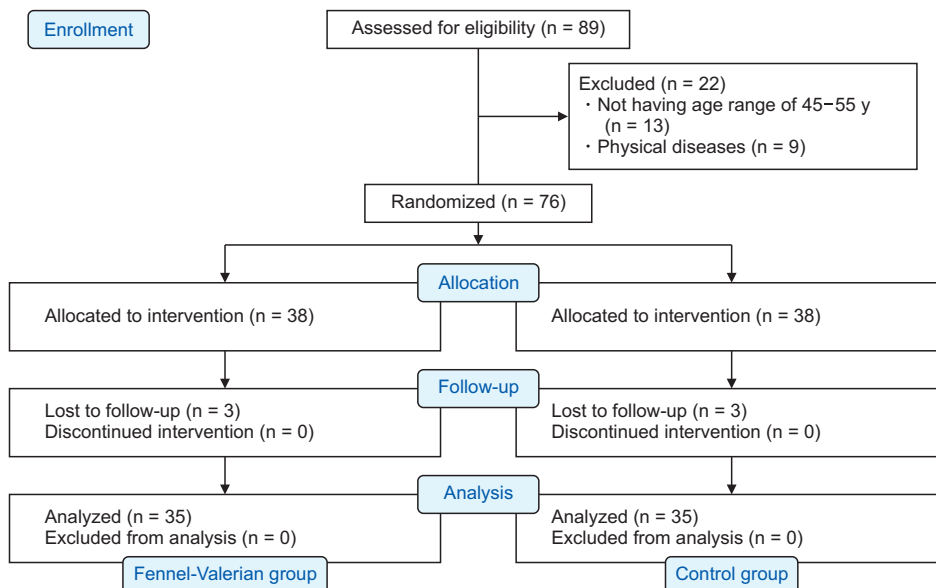 Enrollment
Assessed for eligibility (n = 89)
Excluded (n = 22)
· Not having age range of 45−55 y
(n = 13)
· Physical diseases (n = 9)
Randomized (n = 76)
Allocation
Allocated to intervention (n = 38)
Allocated to intervention (n = 38)
Follow-up
Lost to follow-up (n = 3)
Discontinued intervention (n = 0)
Lost to follow-up (n = 3)
Discontinued intervention (n = 0)
Analysis
Analyzed (n = 35)
Excluded from analysis (n = 0)
Analyzed (n = 35)
Excluded from analysis (n = 0)
Fennel-Valerian group
Control group